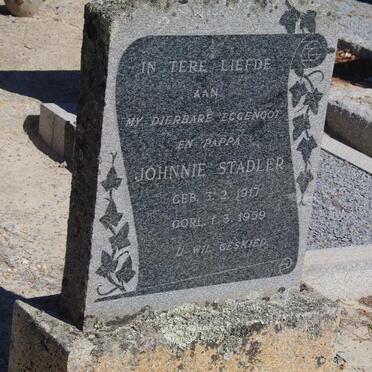 IN TERE LIEFDE
AAN
MY DIERBARE EGGENOOT
EN PAPPA
JOHNNIE STADLER
GEB. 3.2.1917
OORL. 1.3.1959
U WIL GESKIED